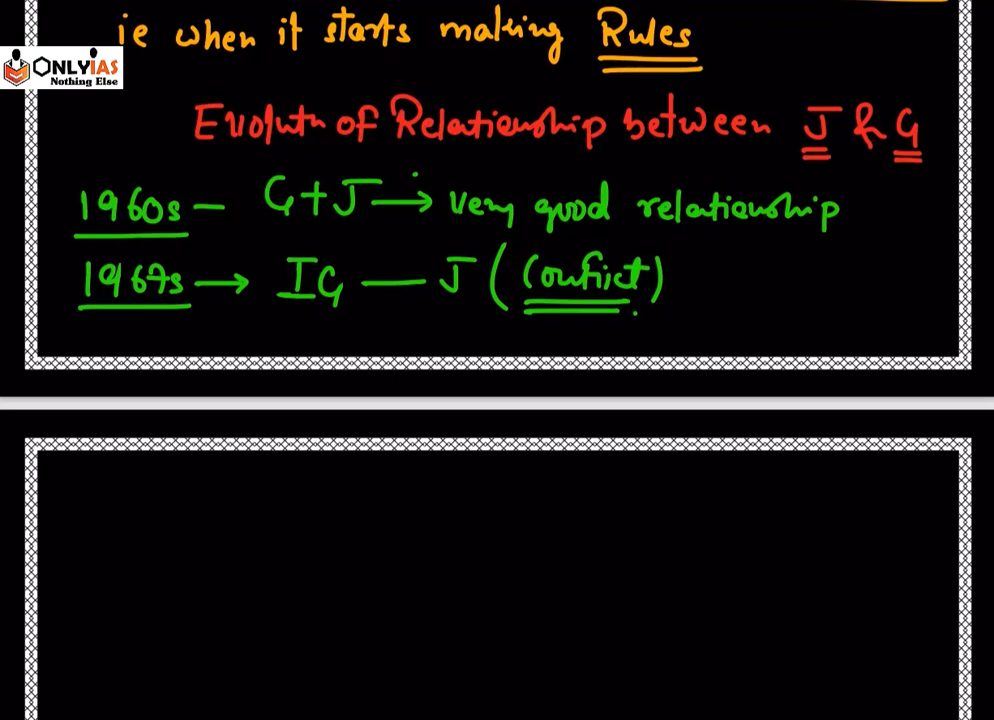 ie when it starts making Rules
ONLYIAS
Nothing Else
Evolutn of Relationship between J & G
1960s – G + J → very good relationship
1967s → IG — J (Conflict)